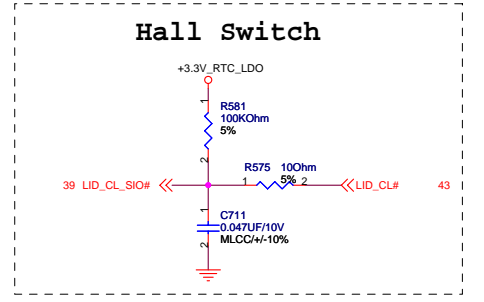 Hall Switch
+3.3V_RTC_LDO
1
R581
100KOhm
5%
2
R575 10Ohm
39 LID_CL_SIO# 1 5% 2 LID_CL# 43
1
C711
0.047UF/10V
MLCC/+/-10%
2